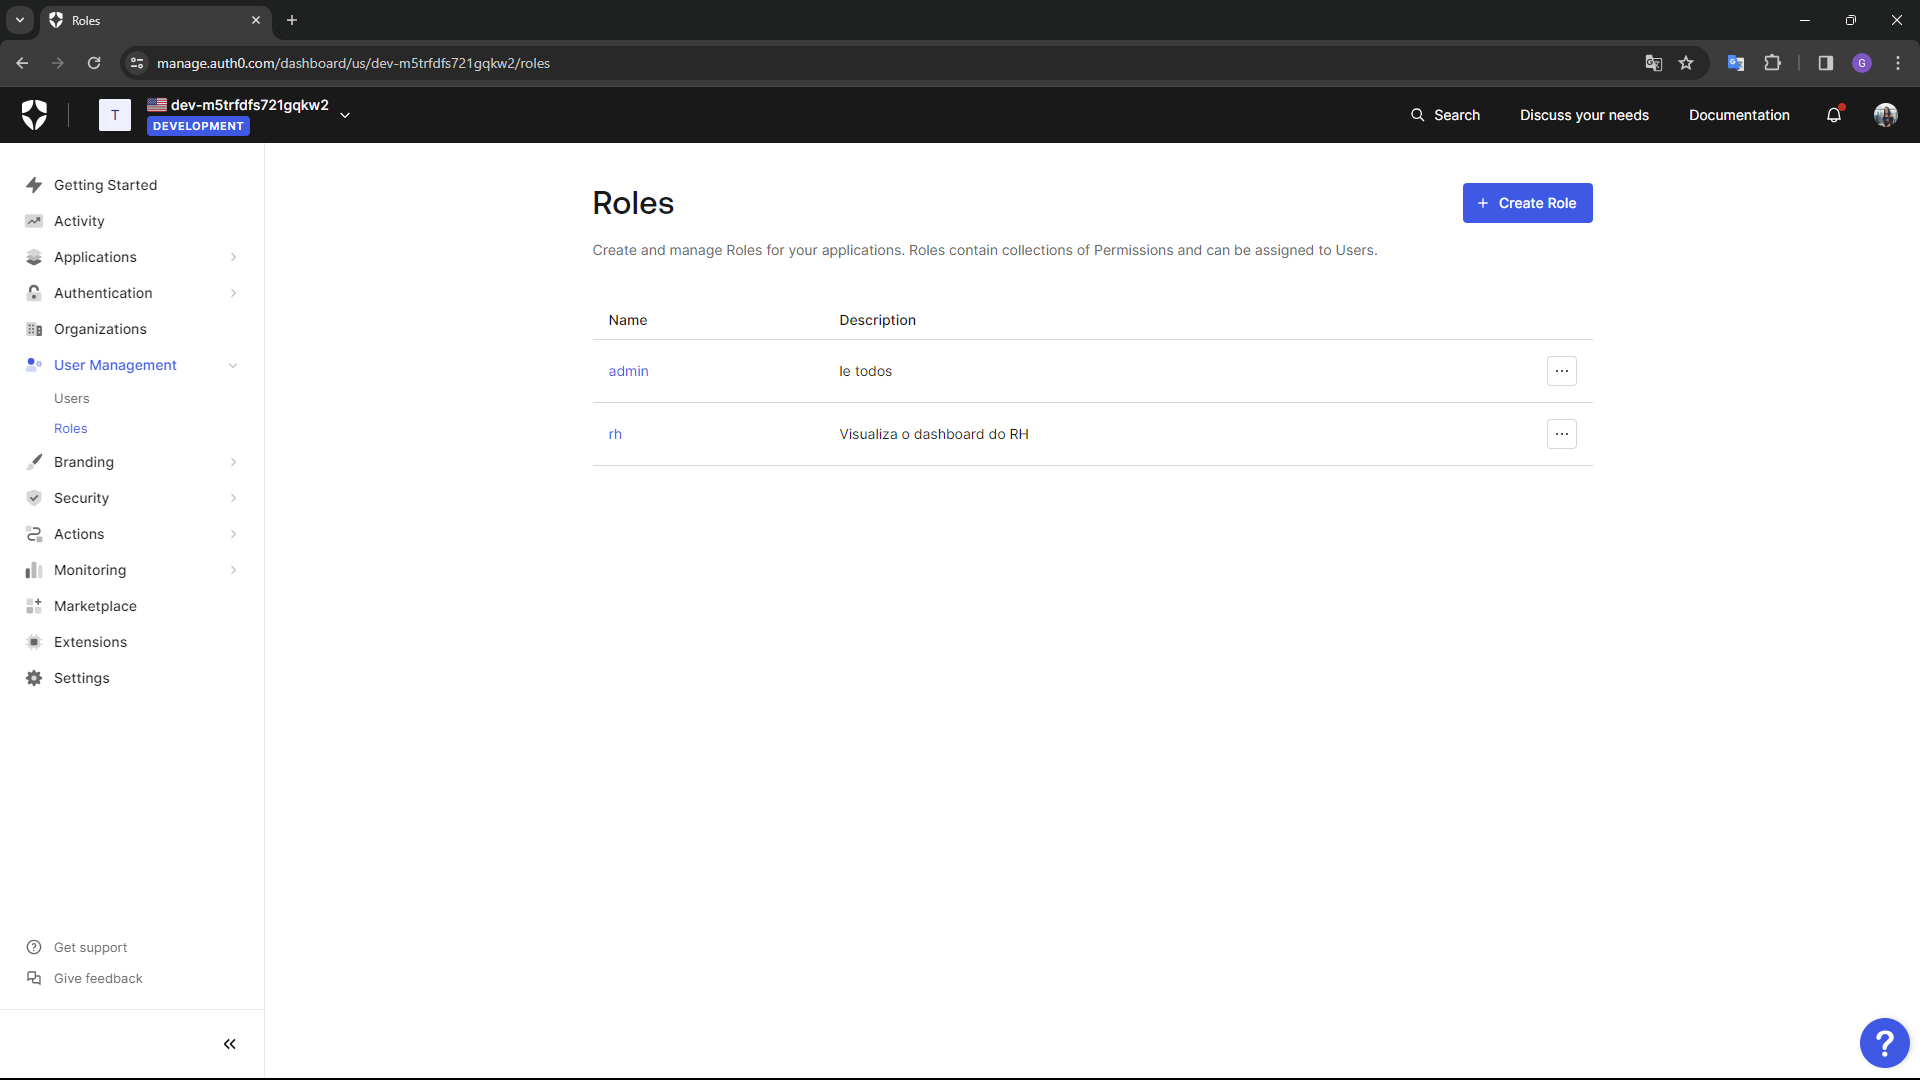 Roles
manage.auth0.com/dashboard/us/dev-m5trfdfs721gqkw2/roles
G
T
dev-m5trfdfs721gqkw2
DEVELOPMENT
Search
Discuss your needs
Documentation
Getting Started
Activity
Applications
Authentication
Organizations
User Management
Users
Roles
Branding
Security
Actions
Monitoring
Marketplace
Extensions
Settings
Get support
Give feedback
Roles
+ Create Role
Create and manage Roles for your applications. Roles contain collections of Permissions and can be assigned to Users.
Name Description
admin le todos
rh Visualiza o dashboard do RH
?